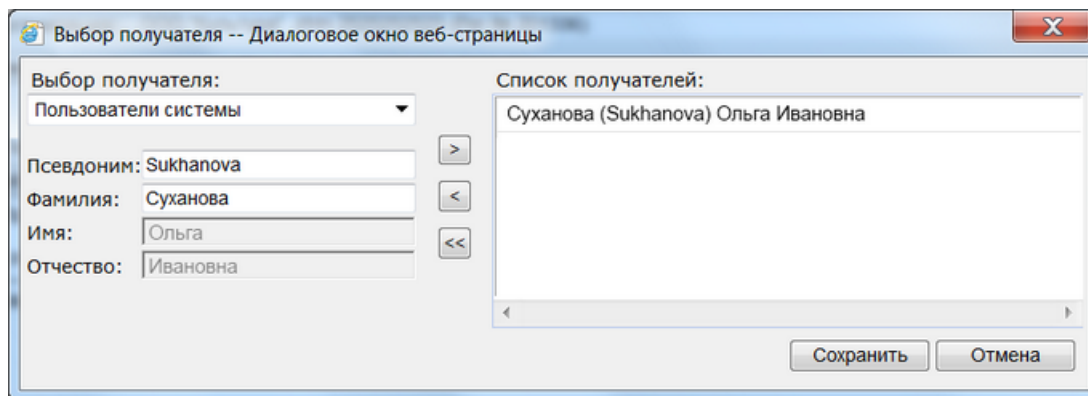 Выбор получателя -- Диалоговое окно веб-страницы
X
Выбор получателя:
Пользователи системы
Псевдоним: Sukhanova
Фамилия: Суханова
Имя: Ольга
Отчество: Ивановна
>
<
<<
Список получателей:
Суханова (Sukhanova) Ольга Ивановна
Сохранить
Отмена